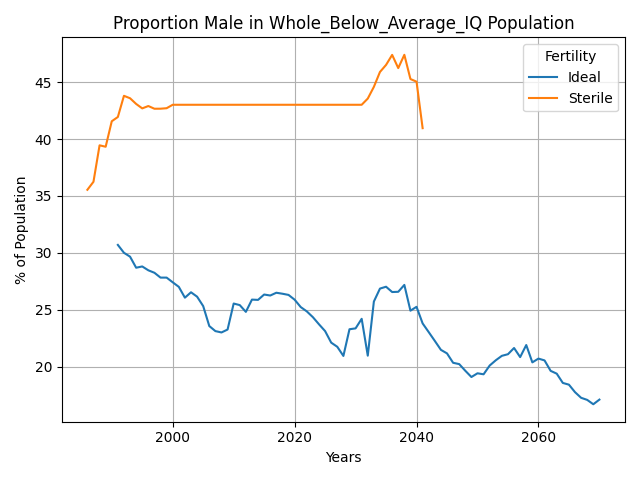 Proportion Male in Whole_Below_Average_IQ Population
Fertility
Ideal
Sterile
45
40
35
30
25
20
% of Population
2000
2020
2040
2060
Years